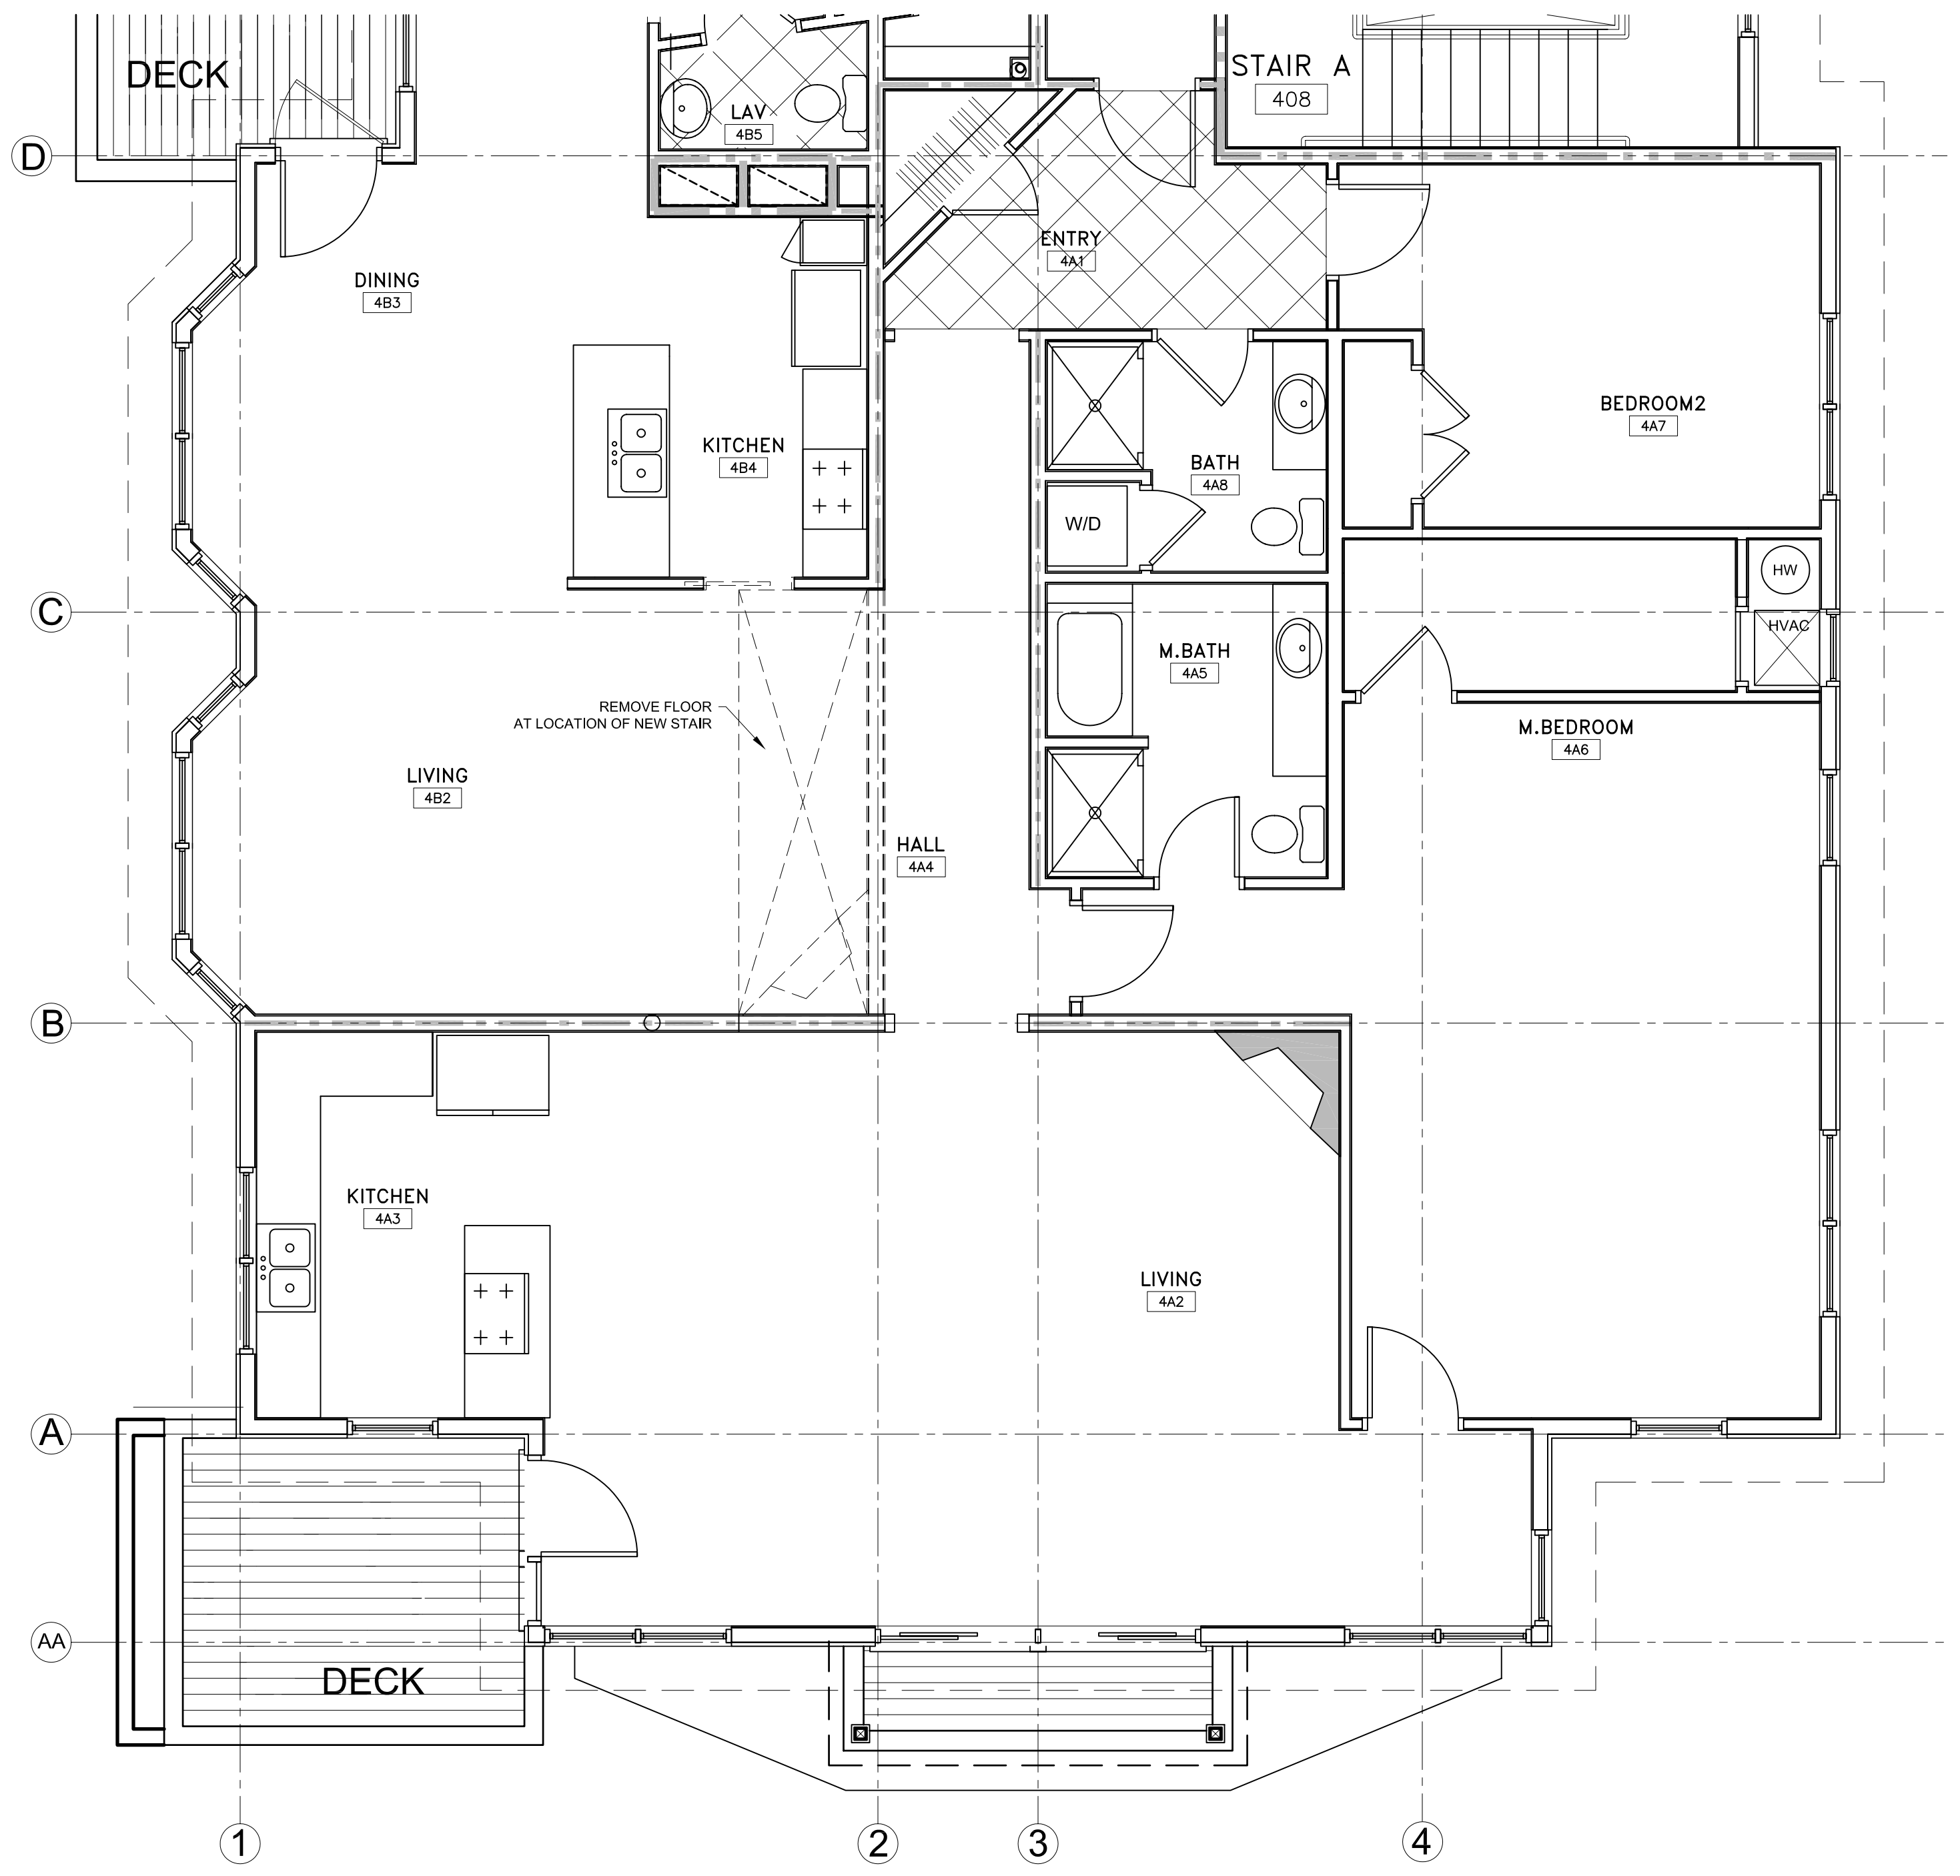 DECK
STAIR A
408
LAV
4B5
D
ENTRY
4A1
DINING
4B3
BEDROOM2
4A7
KITCHEN
4B4
BATH
4A8
W/D
HW
C
HVAC
M.BATH
4A5
REMOVE FLOOR
AT LOCATION OF NEW STAIR
M.BEDROOM
4A6
LIVING
4B2
HALL
4A4
B
KITCHEN
4A3
LIVING
4A2
A
AA
DECK
1
2
3
4